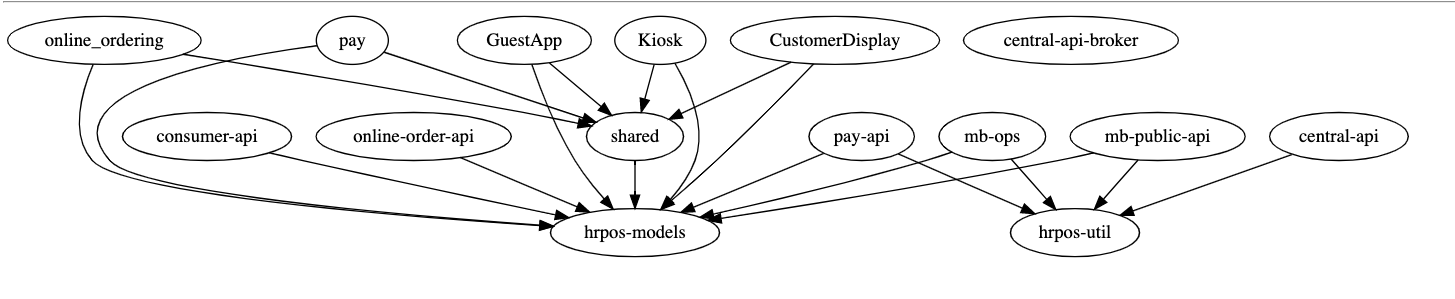 online_ordering
pay
GuestApp
Kiosk
CustomerDisplay
central-api-broker
consumer-api
online-order-api
shared
pay-api
mb-ops
mb-public-api
central-api
hrpos-models
hrpos-util